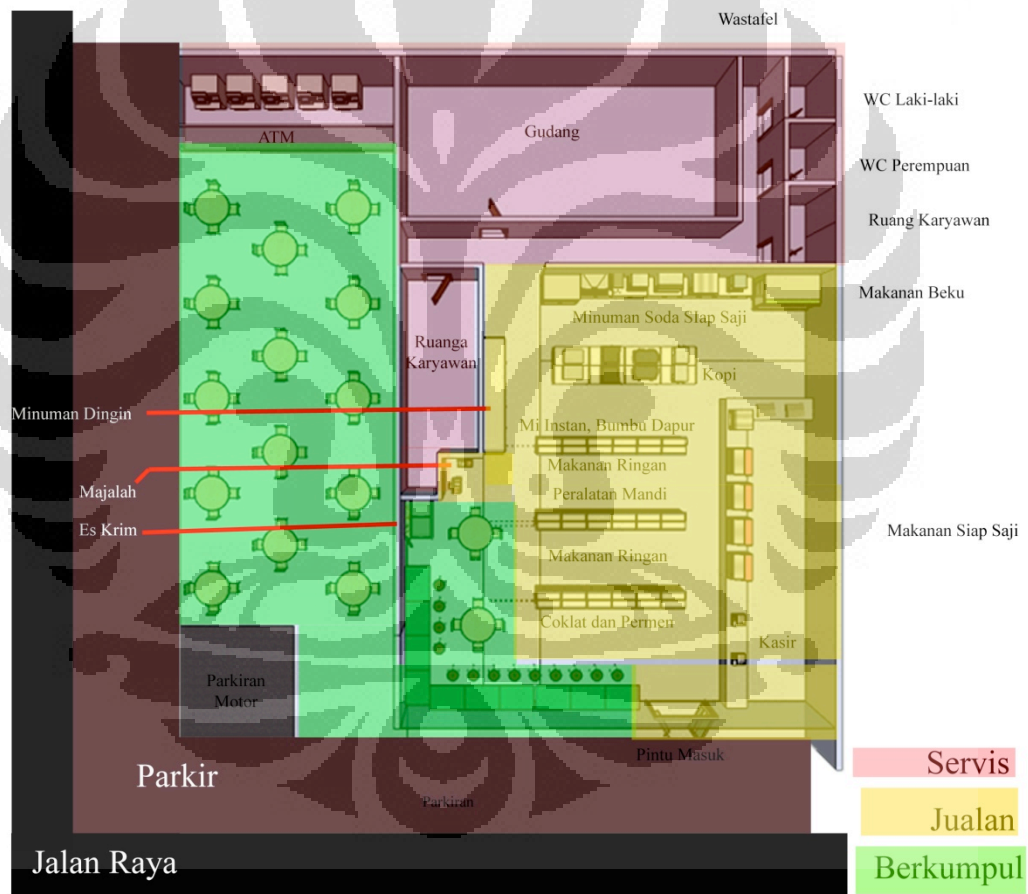 Wastafel
WC Laki-laki
ATM
Gudang
WC Perempuan
Ruang Karyawan
Makanan Beku
Minuman Soda Siap Saji
Ruanga
Karyawan
Kopi
Minuman Dingin
Mi Instan, Bumbu Dapur
Makanan Ringan
Majalah
Peralatan Mandi
Es Krim
Makanan Siap Saji
Makanan Ringan
Coklat dan Permen
Kasir
Parkiran
Motor
Pintu Masuk
Parkir
Parkiran
Servis
Jualan
Jalan Raya
Berkumpul